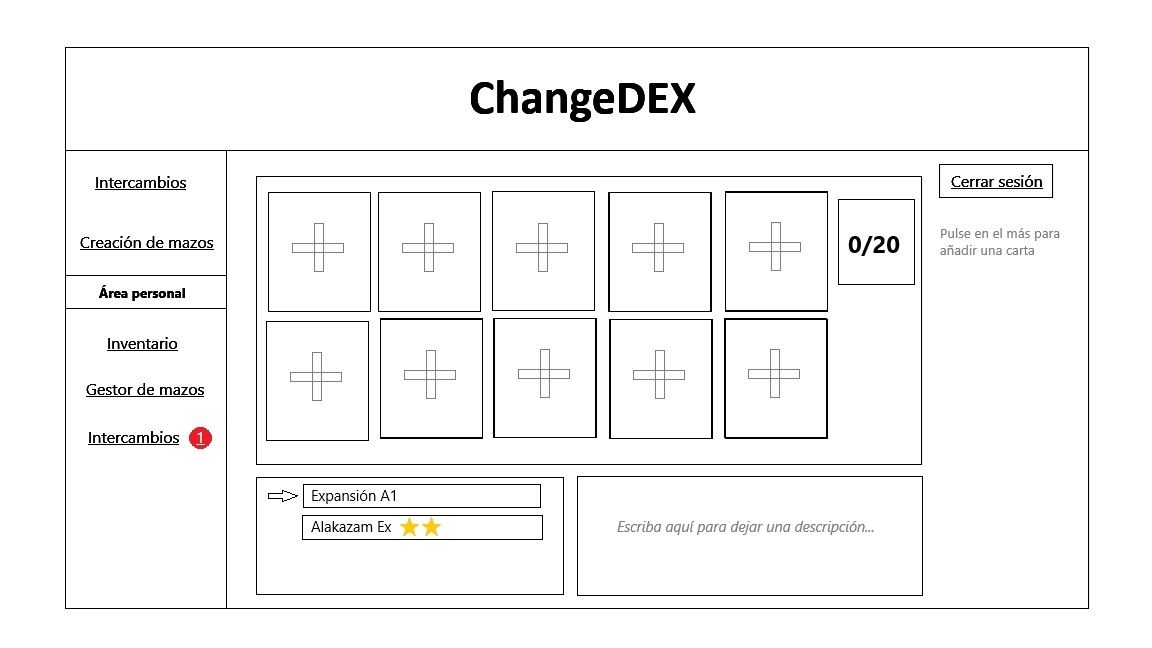 ChangeDEX
Intercambios
Creación de mazos
Área personal
Inventario
Gestor de mazos
Intercambios 1
0/20
Expansión A1
Alakazam Ex
Escriba aquí para dejar una descripción...
Cerrar sesión
Pulse en el más para
añadir una carta